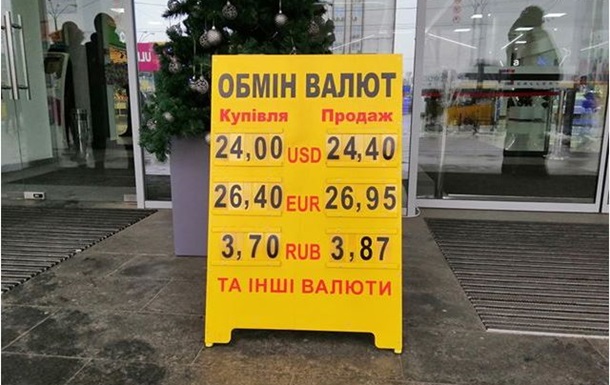 ОБМІН ВАЛЮТ
Купівля Продаж
24,00 USD 24,40
26,40 EUR 26,95
3,70 RUB 3,87
ТА ІНШІ ВАЛЮТИ